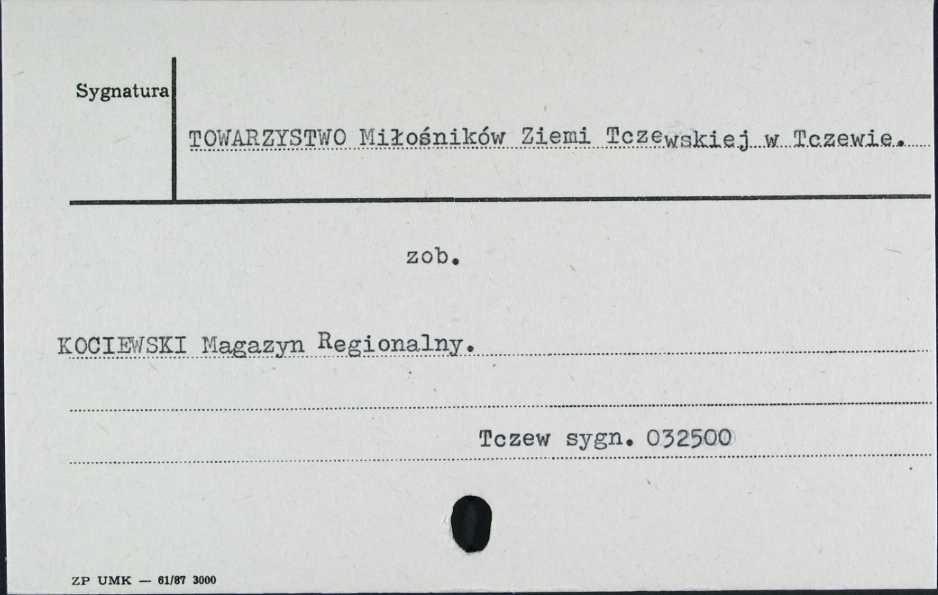 Sygnatura
TOWARZYSTWO Miłośników Ziemi Tczewskiej w Tczewie.
zob.
KOCIEWSKI Magazyn Regionalny.
Tczew sygn. 032500
ZP UMK — 61/87 3000